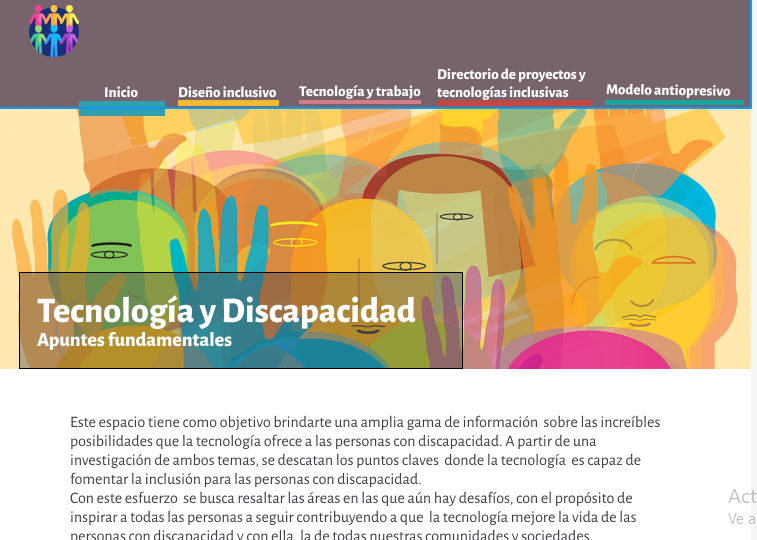 Inicio
Diseño inclusivo
Tecnología y trabajo
Directorio de proyectos y
tecnologías inclusivas
Modelo antiopresivo
Tecnología y Discapacidad
Apuntes fundamentales
Este espacio tiene como objetivo brindarte una amplia gama de información sobre las increíbles
posibilidades que la tecnología ofrece a las personas con discapacidad. A partir de una
investigación de ambos temas, se descatan los puntos claves donde la tecnología es capaz de
fomentar la inclusión para las personas con discapacidad.
Con este esfuerzo se busca resaltar las áreas en las que aún hay desafíos, con el propósito de
inspirar a todas las personas a seguir contribuyendo a que la tecnología mejore la vida de las
personas con discapacidad y con ella, la de todas nuestras comunidades y sociedades.
Act
Ve a